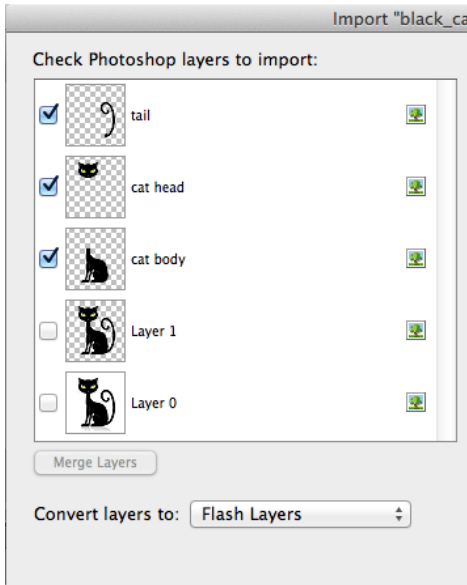 Import "black_ca
Check Photoshop layers to import:
tail
cat head
cat body
Layer 1
Layer 0
Merge Layers
Convert layers to: Flash Layers